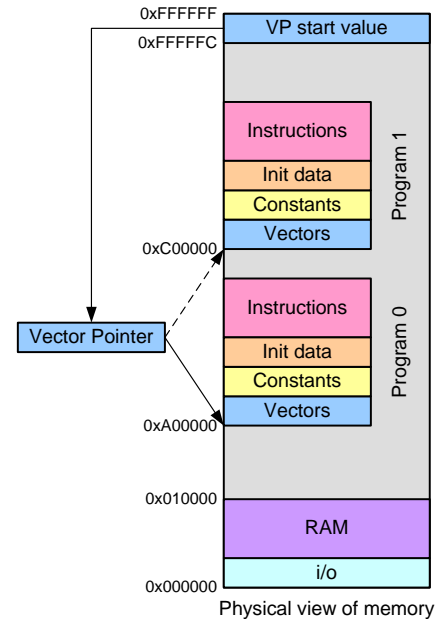 0xFFFFFF
VP start value
0xFFFFFC
Instructions
Init data
Constants
Vectors
Program 1
0xC00000
Instructions
Init data
Constants
Vectors
Program 0
Vector Pointer
0xA00000
0x010000
RAM
i/o
0x000000
Physical view of memory